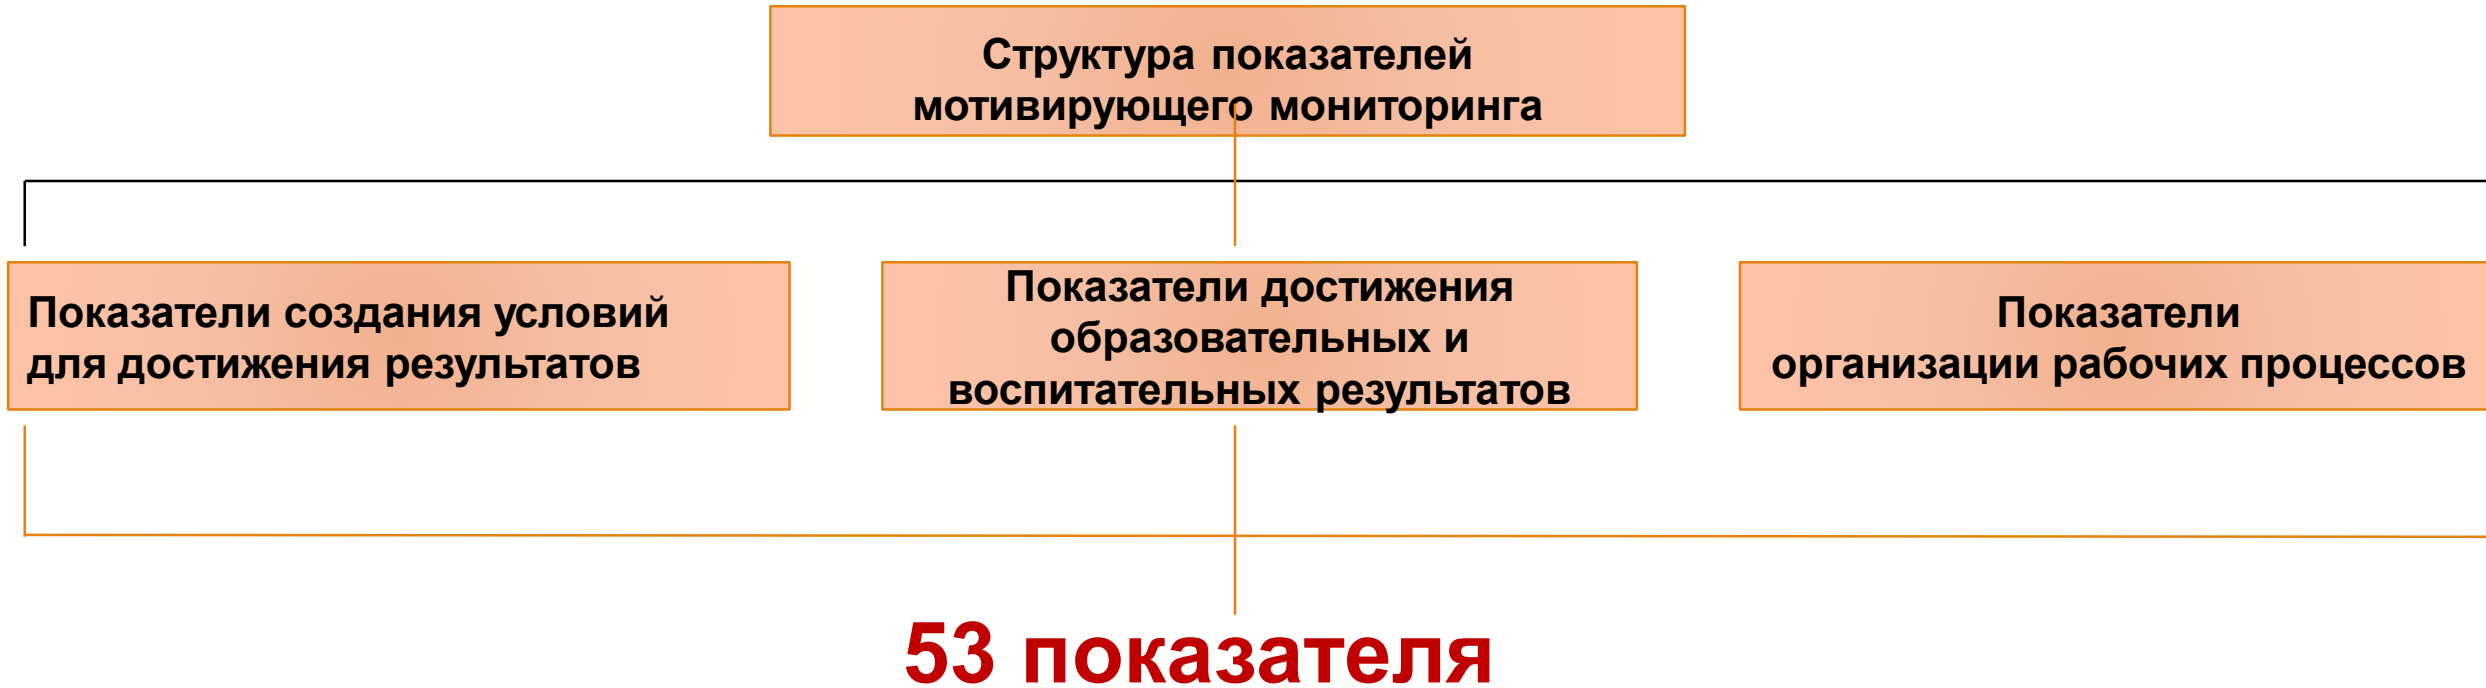 Структура показателей
мотивирующего мониторинга
Показатели создания условий
для достижения результатов
Показатели достижения
образовательных и
воспитательных результатов
Показатели
организации рабочих процессов
53 показателя